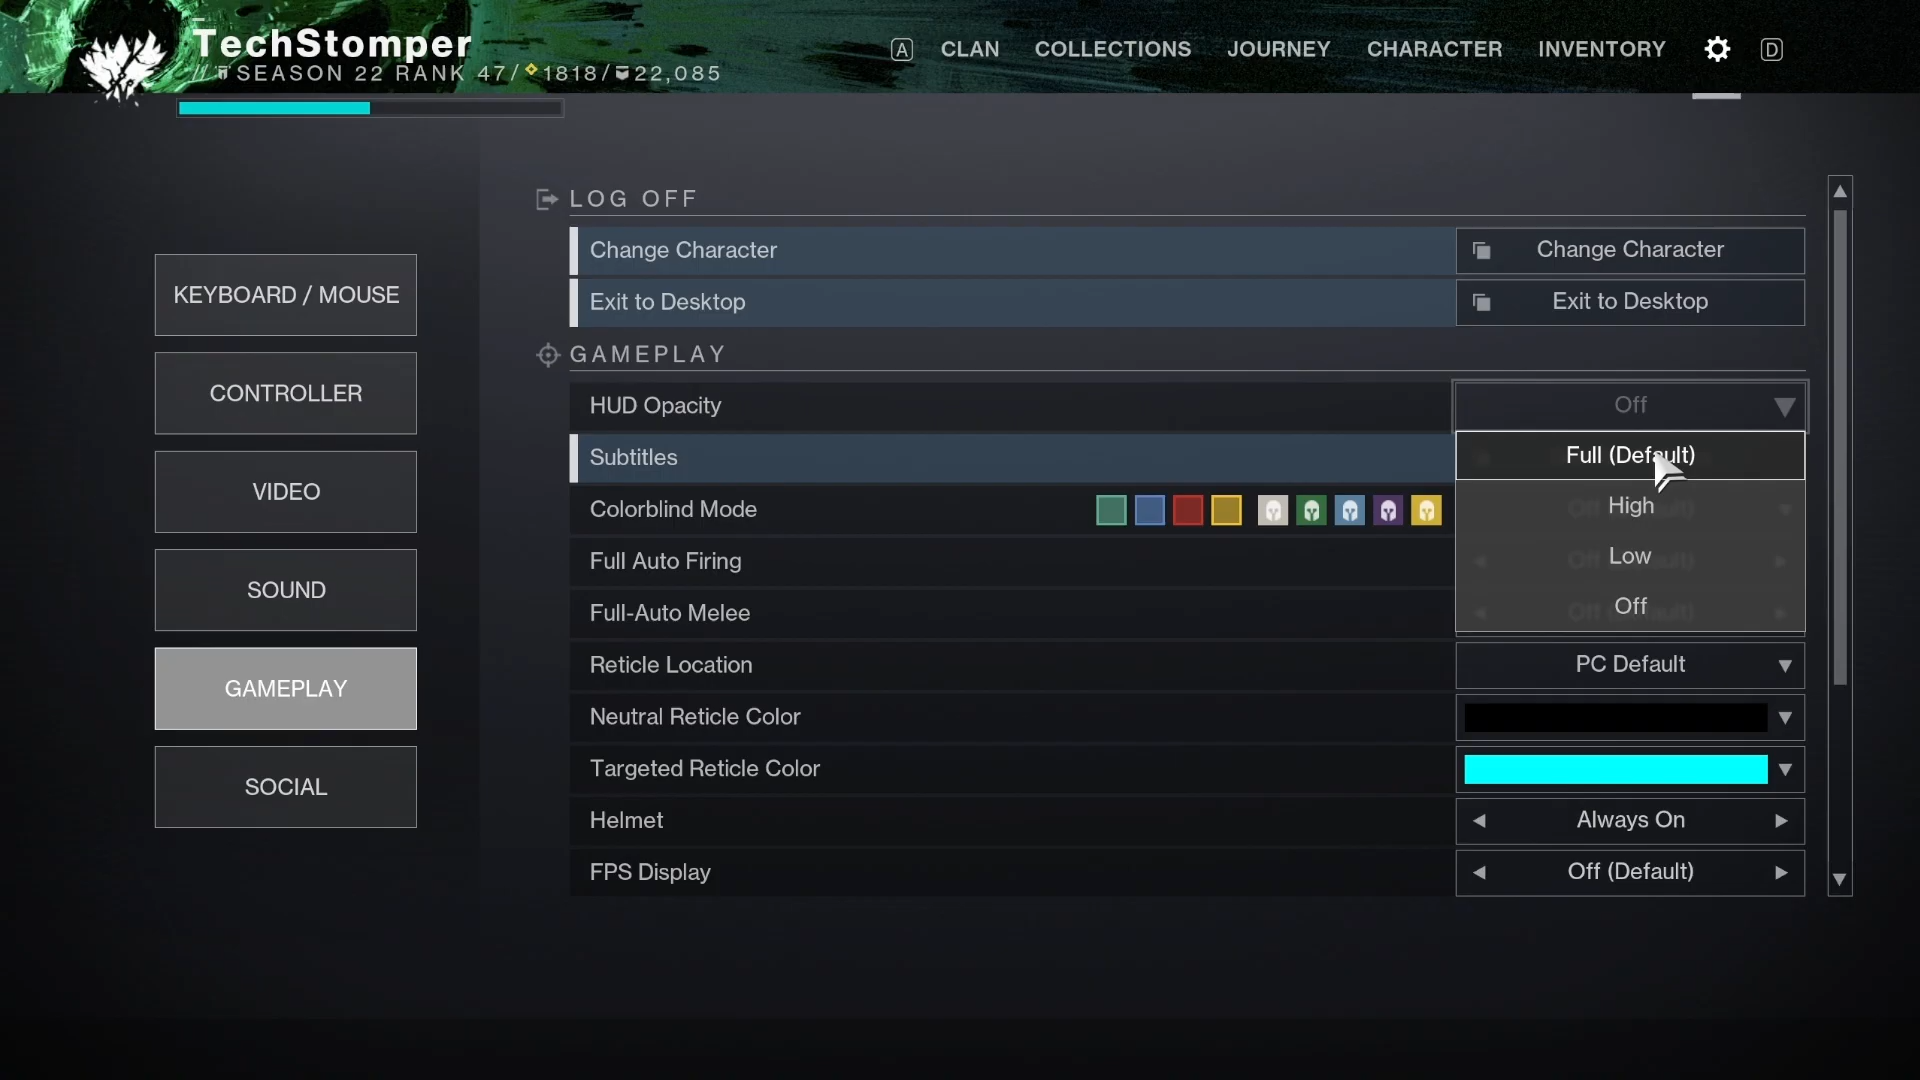 TechStomper
A CLAN COLLECTIONS JOURNEY CHARACTER INVENTORY D
// SEASON 22 RANK 47/ 1818/ 22,085
LOG OFF
Change Character Change Character
Exit to Desktop Exit to Desktop
GAMEPLAY
HUD Opacity Off
Subtitles Full (Default)
Colorblind Mode High
Full Auto Firing Low
Full-Auto Melee Off
Reticle Location PC Default
Neutral Reticle Color
Targeted Reticle Color
Helmet Always On
FPS Display Off (Default)
KEYBOARD / MOUSE
CONTROLLER
VIDEO
SOUND
GAMEPLAY
SOCIAL